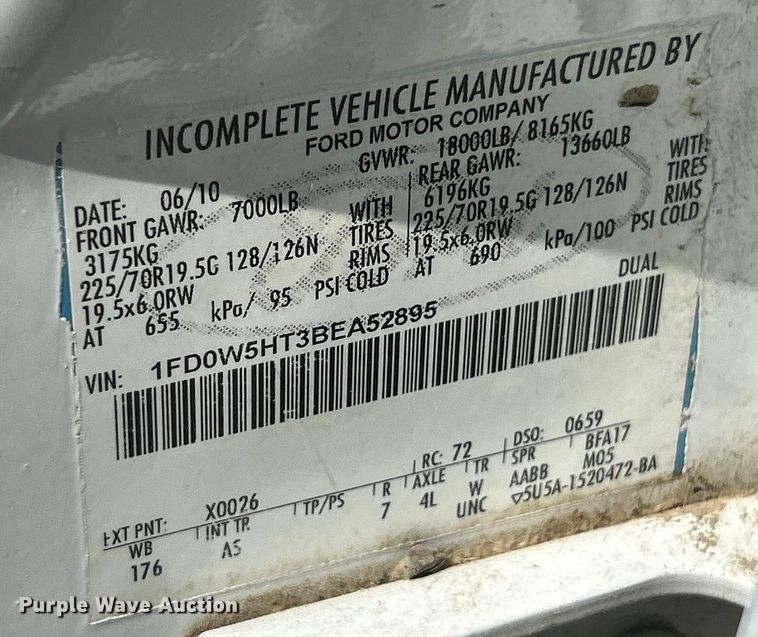 INCOMPLETE VEHICLE MANUFACTURED BY
FORD MOTOR COMPANY
DATE: 06/10 GVWR: 18000LB/ 8165KG
FRONT GAWR: 7000LB REAR GAWR: 13660LB
3175KG WITH 6196KG WITH
225/70R19.5G 128/126N TIRES 225/70R19.5G 128/126N TIRES
19.5x6.0RW RIMS 19.5x6.0RW RIMS
AT 655 kPa/ 95 PSI COLD AT 690 kPa/100 PSI COLD
DUAL
VIN: 1FD0W5HT3BEA52895
EXT PNT: X0026 RC: 72 DSO: 0659
WB INT TR TP/PS R AXLE TR SPR BFA17
176 AS 7 4L W AABB M05
UNC ▽5U5A-1520472-BA
Purple Wave Auction